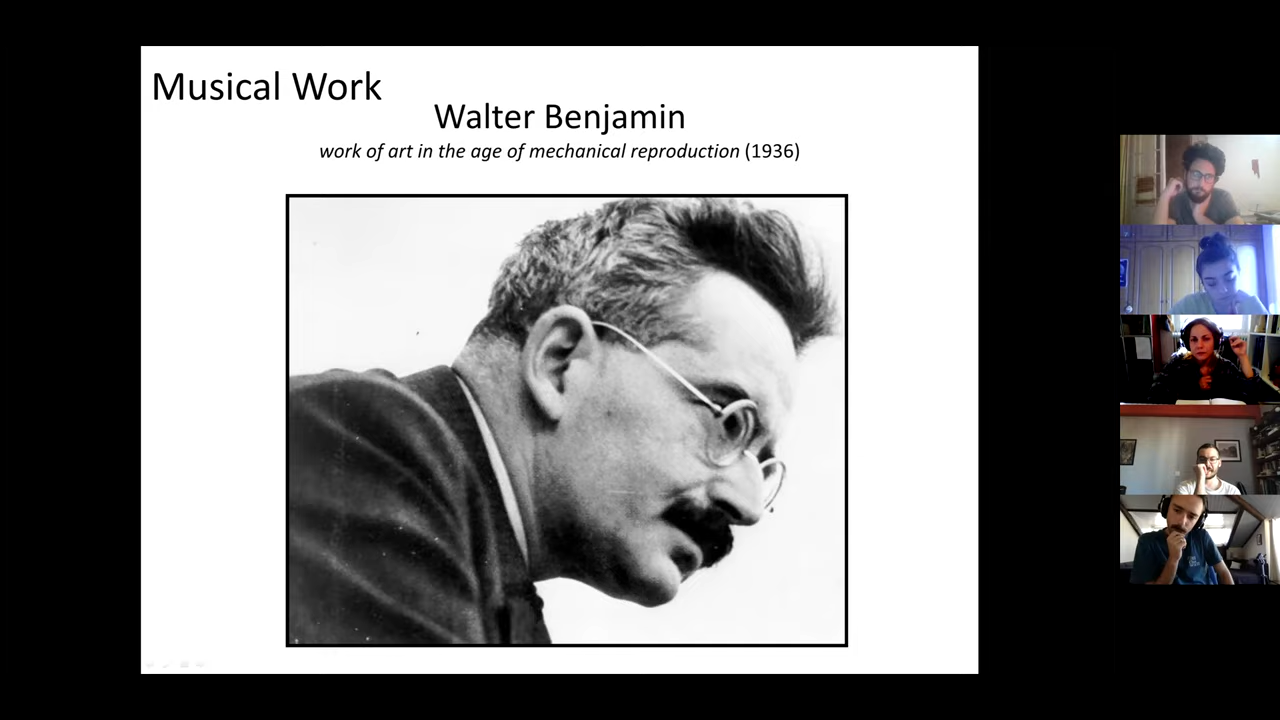 Musical Work
Walter Benjamin
work of art in the age of mechanical reproduction (1936)